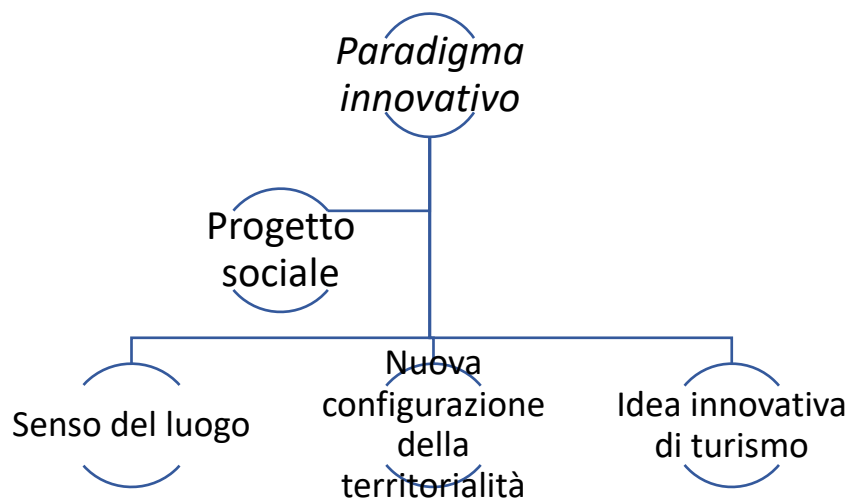 Paradigma
innovativo
Progetto
sociale
Senso del luogo
Nuova
configurazione
della
territorialità
Idea innovativa
di turismo